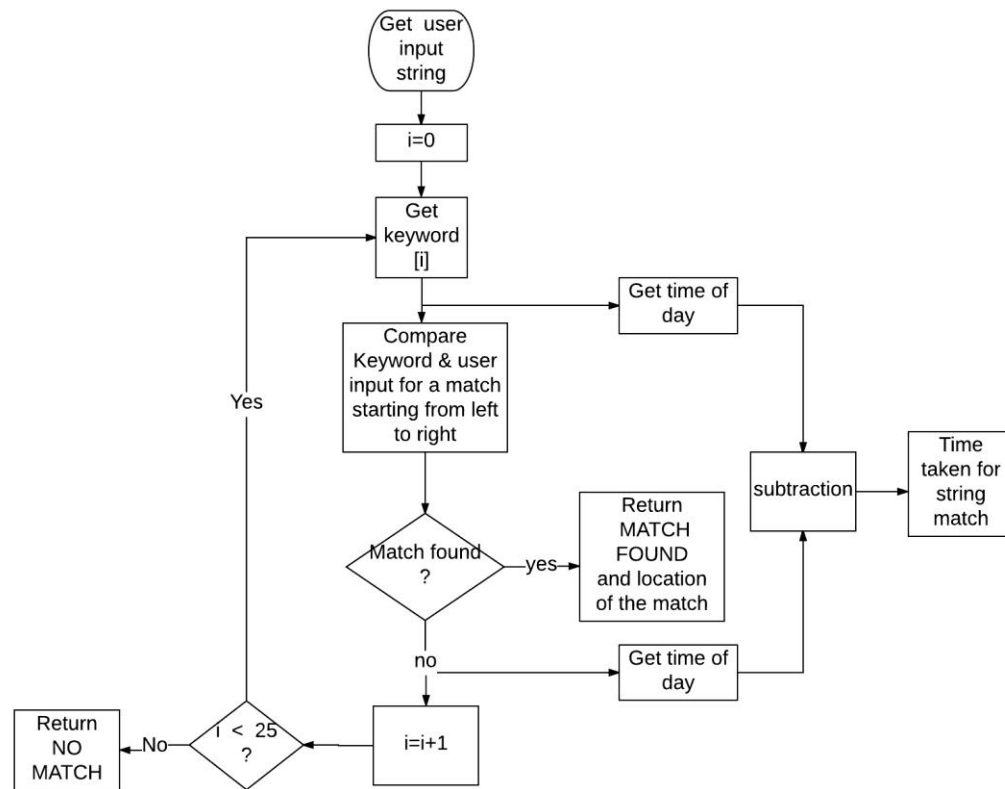 Get user
input
string
i=0
Get
keyword
[i]
Get time of
day
Compare
Keyword & user
input for a match
starting from left
to right
Yes
Time
taken for
string
match
subtraction
Return
MATCH
FOUND
and location
of the match
Match found
?
yes
no
Get time of
day
i=i+1
i < 25
?
No
Return
NO
MATCH